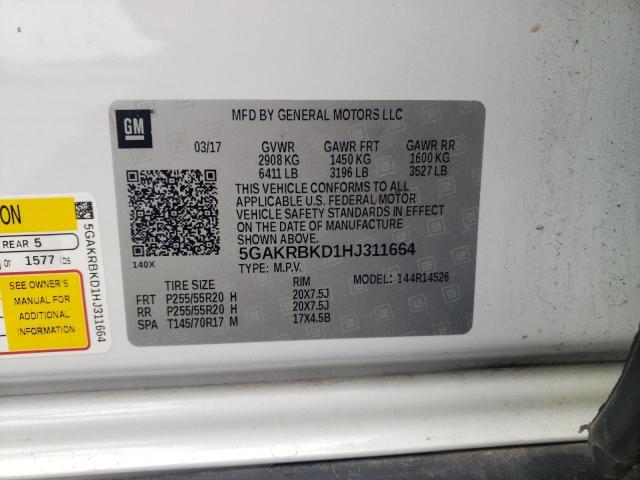 GM
MFD BY GENERAL MOTORS LLC
03/17 GVWR GAWR FRT GAWR RR
2908 KG 1450 KG 1600 KG
6411 LB 3196 LB 3527 LB
THIS VEHICLE CONFORMS TO ALL
APPLICABLE U.S. FEDERAL MOTOR
VEHICLE SAFETY STANDARDS IN EFFECT
ON THE DATE OF MANUFACTURE
SHOWN ABOVE.
140X
5GAKRBKD1HJ311664
TYPE: M.P.V. MODEL: 144R14526
TIRE SIZE RIM
FRT P255/55R20 H 20X7.5J
RR P255/55R20 H 20X7.5J
SPA T145/70R17 M 17X4.5B
ON
REAR 5
or 1577 lbs
SEE OWNER'S
MANUAL FOR
ADDITIONAL
INFORMATION
5GAKRBKD1HJ311664